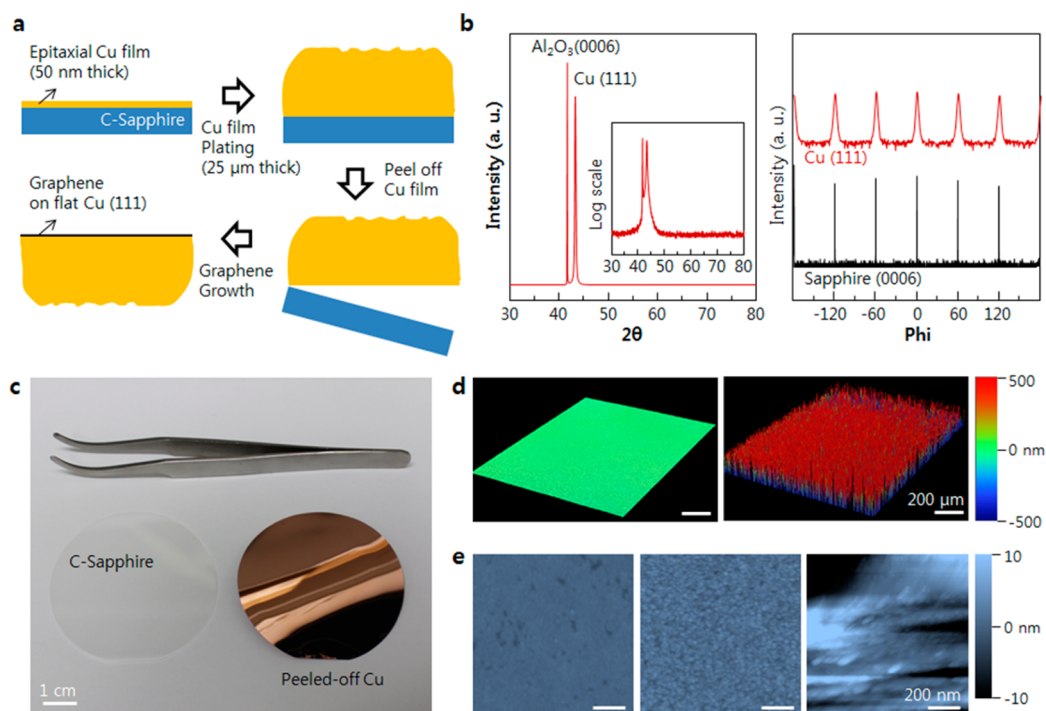 a
Epitaxial Cu film
(50 nm thick)
C-Sapphire
Cu film
Plating
(25 μm thick)
Peel off
Cu film
Graphene
on flat Cu (111)
Graphene
Growth
b
Al₂O₃(0006)
Cu (111)
Intensity (a. u.)
Log scale
30 40 50 60 70 80
30 40 50 60 70 80
2θ
Intensity (a. u.)
Cu (111)
Sapphire (0006)
-120 -60 0 60 120
Phi
c
C-Sapphire
Peeled-off Cu
1 cm
d
200 μm
500
0 nm
-500
e
200 nm
10
0 nm
-10